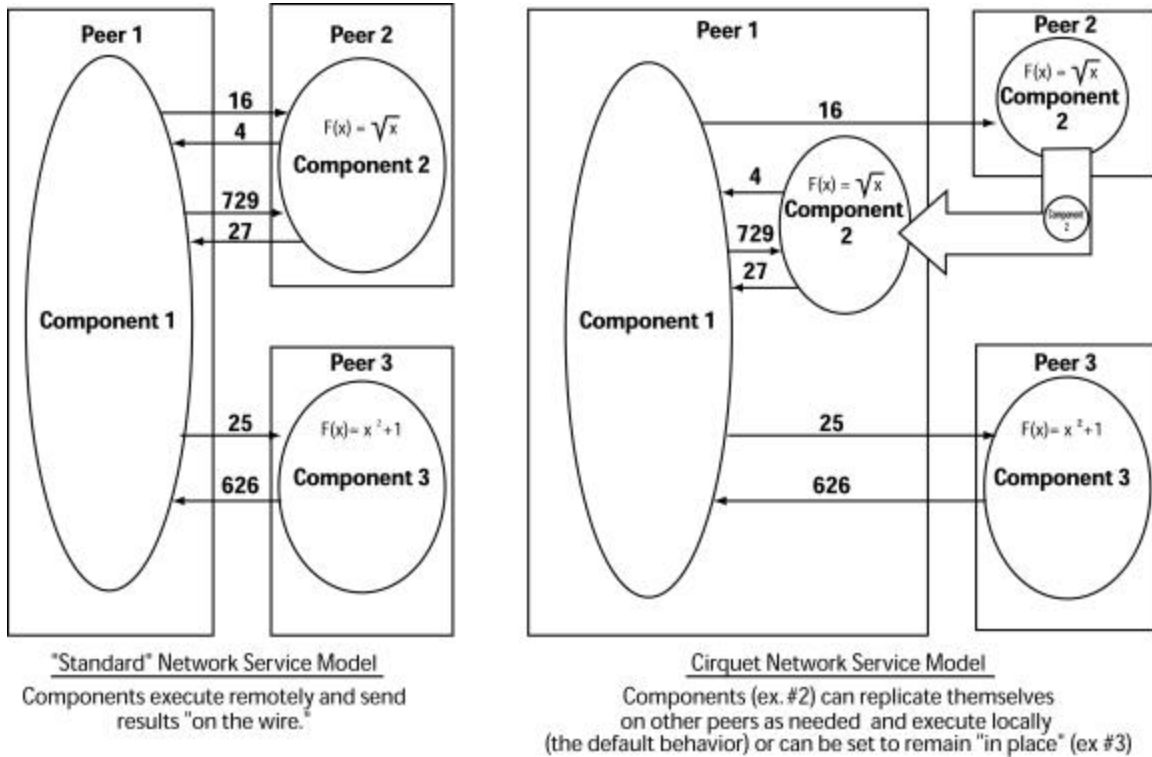 Peer 1
Peer 2
16
F(x) = √x
4
Component 2
729
27
Component 1
Peer 3
25
F(x)= x²+1
Component 3
626
"Standard" Network Service Model
Components execute remotely and send
results "on the wire."
Peer 1
Peer 2
F(x) = √x
Component
2
16
4
F(x) = √x
Component
2
Component
2
729
27
Component 1
Peer 3
25
F(x)= x²+1
Component 3
626
Cirquet Network Service Model
Components (ex. #2) can replicate themselves
on other peers as needed and execute locally
(the default behavior) or can be set to remain "in place" (ex #3)